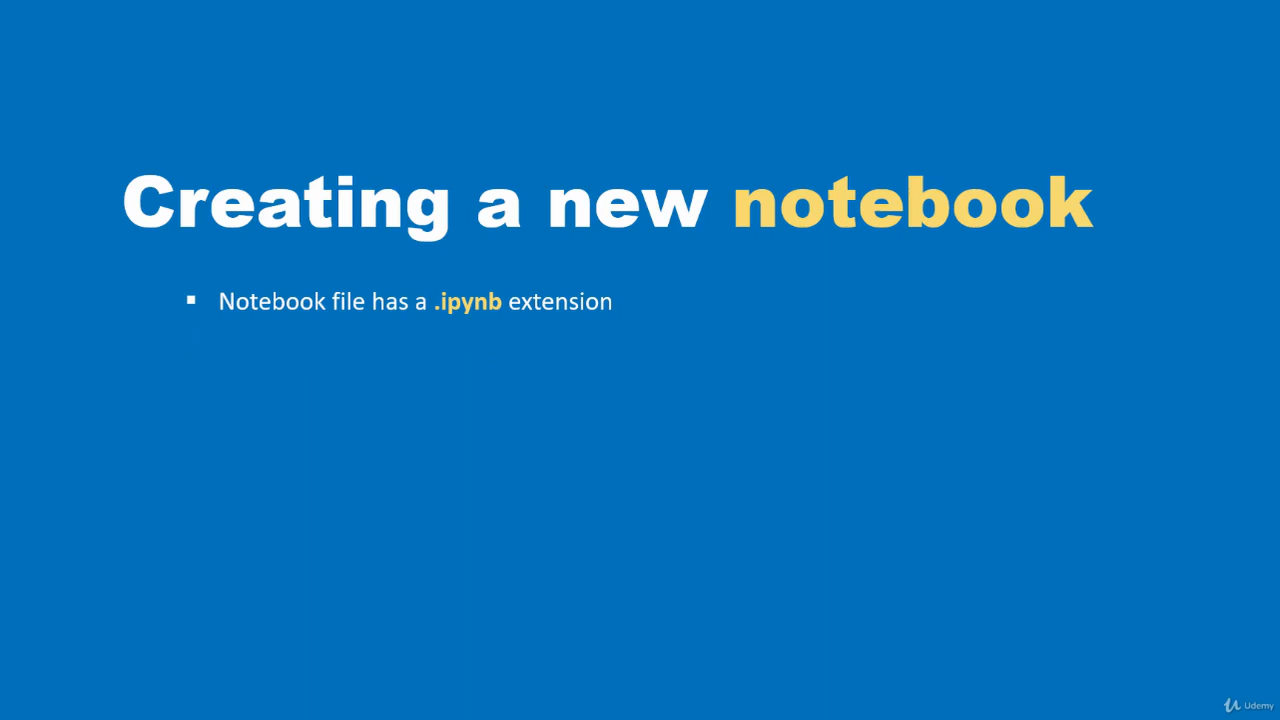 Creating a new notebook
▪ Notebook file has a .ipynb extension
Udemy